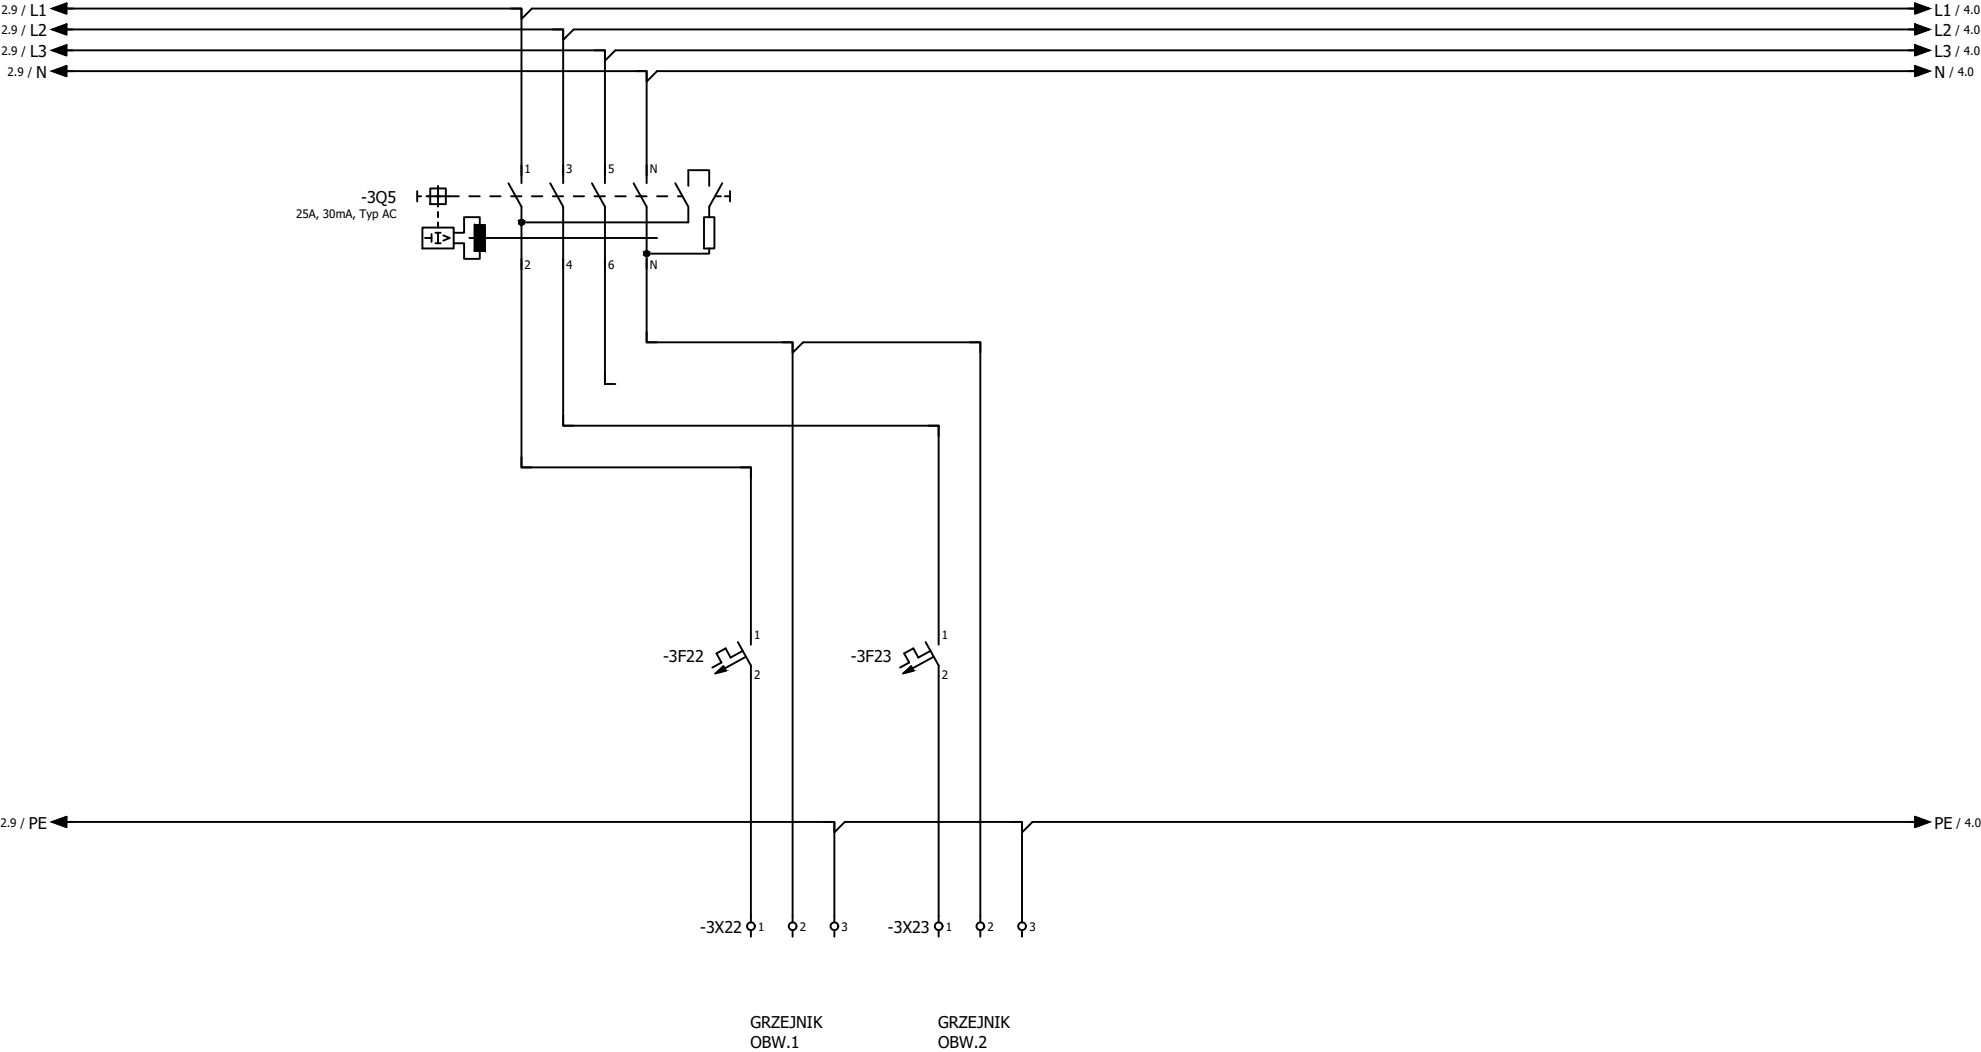 2.9 / L1
L1 / 4.0
2.9 / L2
L2 / 4.0
2.9 / L3
L3 / 4.0
2.9 / N
N / 4.0
1 3 5 N
-3Q5
25A, 30mA, Typ AC
I>
2 4 6 N
1
1
-3F22
-3F23
2
2
2.9 / PE
PE / 4.0
-3X22 1 2 3
-3X23 1 2 3
GRZEJNIK
OBW.1
GRZEJNIK
OBW.2